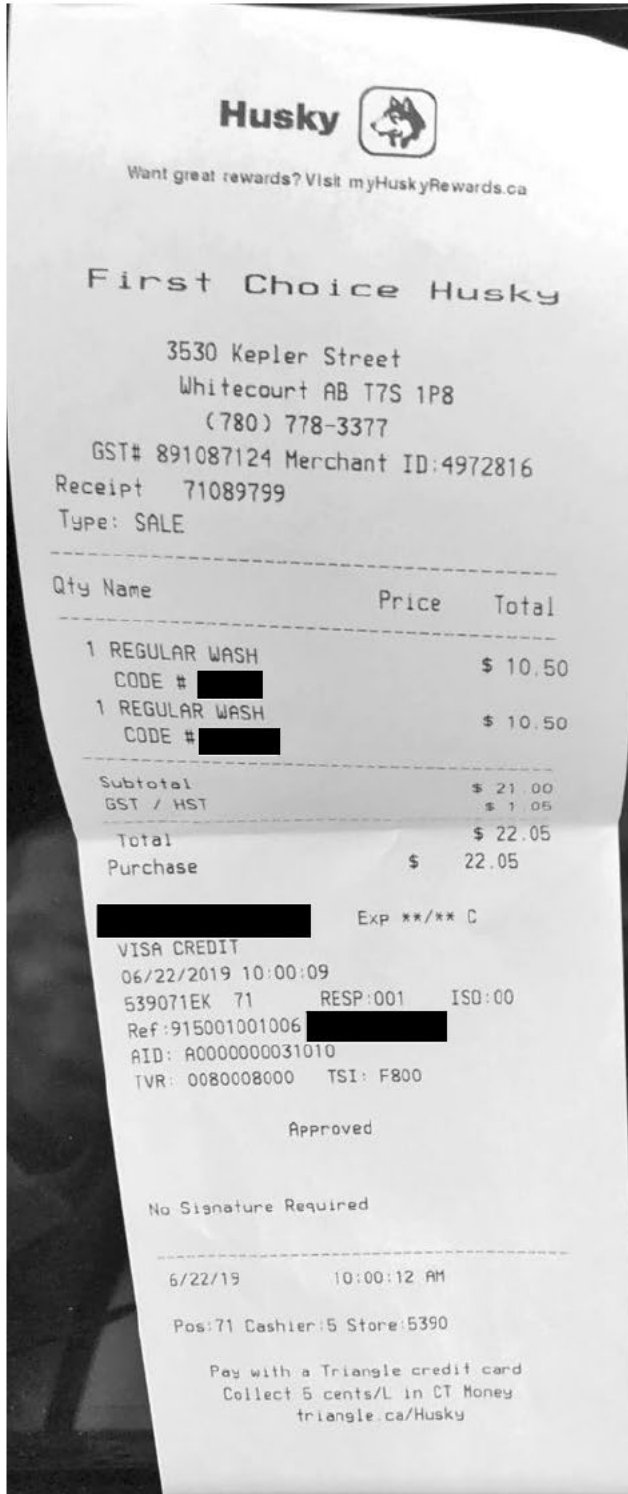 Husky
Want great rewards? Visit myHuskyRewards.ca
First Choice Husky
3530 Kepler Street
Whitecourt AB T7S 1P8
(780) 778-3377
GST# 891087124 Merchant ID:4972816
Receipt 71089799
Type: SALE
Qty Name Price Total
1 REGULAR WASH $ 10.50
CODE #
1 REGULAR WASH $ 10.50
CODE #
Subtotal $ 21.00
GST / HST $ 1.05
Total $ 22.05
Purchase $ 22.05
Exp **/** C
VISA CREDIT
06/22/2019 10:00:09
539071EK 71 RESP:001 ISO:00
Ref:915001001006
AID: A0000000031010
TVR: 0080008000 TSI: F800
Approved
No Signature Required
6/22/19 10:00:12 AM
Pos:71 Cashier:5 Store:5390
Pay with a Triangle credit card
Collect 5 cents/L in CT Money
triangle.ca/Husky